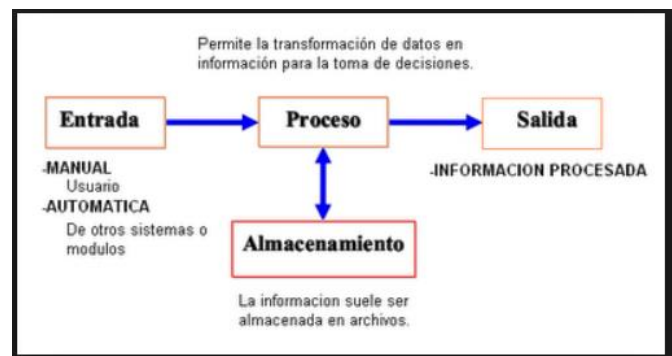 Permite la transformación de datos en
información para la toma de decisiones.
Entrada
Proceso
Salida
-MANUAL
Usuario
-AUTOMATICA
De otros sistemas o
modulos
-INFORMACION PROCESADA
Almacenamiento
La informacion suele ser
almacenada en archivos.